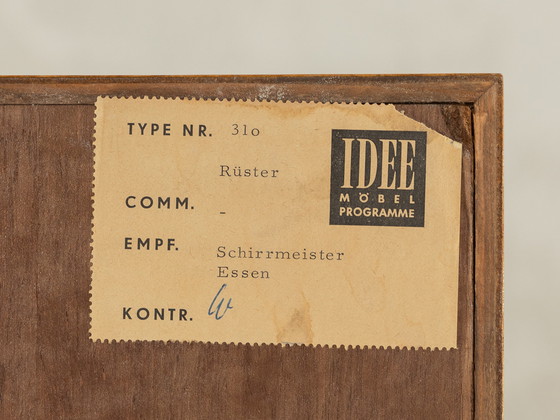 TYPE NR. 31o
Rüster
COMM. -
EMPF. Schirrmeister
Essen
KONTR.
IDEE
MÖBEL
PROGRAMME